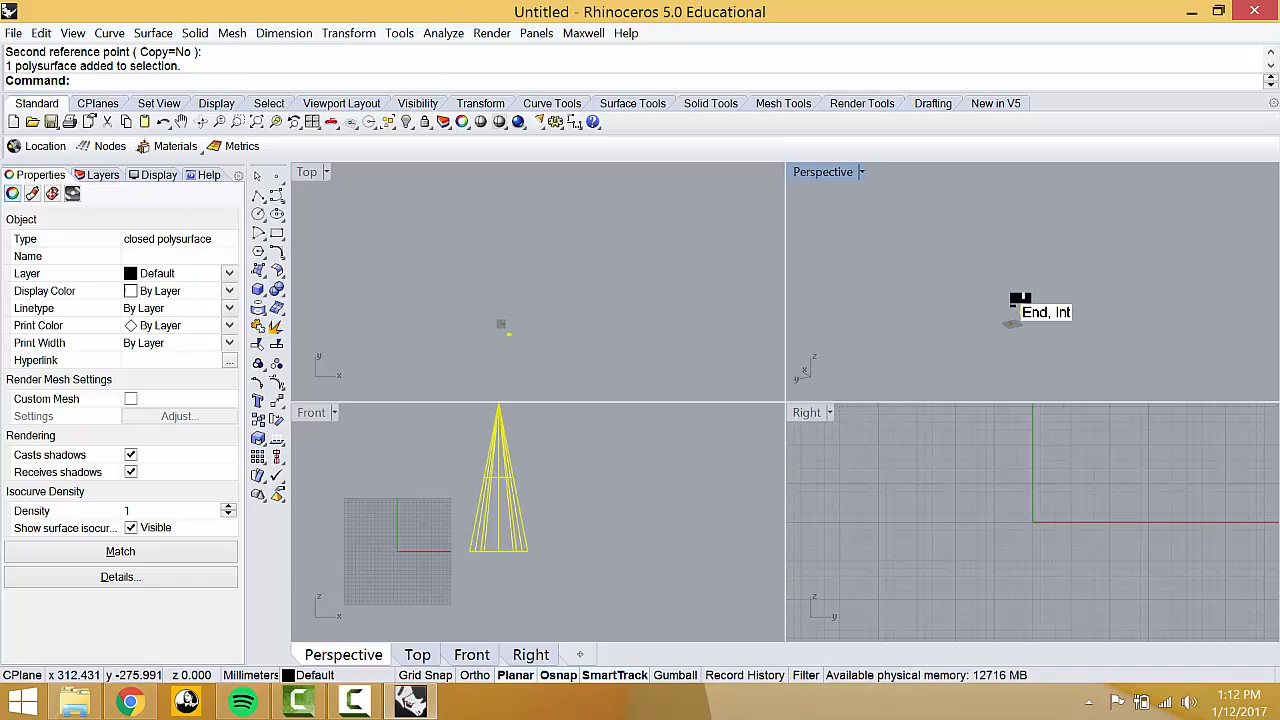 Untitled - Rhinoceros 5.0 Educational
File Edit View Curve Surface Solid Mesh Dimension Transform Tools Analyze Render Panels Maxwell Help
Second reference point ( Copy=No ):
1 polysurface added to selection.
Command:
Standard CPlanes Set View Display Select Viewport Layout Visibility Transform Curve Tools Surface Tools Solid Tools Mesh Tools Render Tools Drafting New in V5
Location Nodes Materials Metrics
Properties Layers Display Help
Top
Perspective
Object
Type closed polysurface
Name
Layer Default
Display Color By Layer
Linetype By Layer
Print Color By Layer
Print Width By Layer
Hyperlink ...
End, Int
y
x
z
x
y
Render Mesh Settings
Custom Mesh
Settings Adjust...
Rendering
Casts shadows
Receives shadows
Isocurve Density
Density 1
Show surface isocur... Visible
Match
Details...
Front
Right
z
x
z
y
Perspective Top Front Right
CPlane x 312.431 y -275.991 z 0.000 Millimeters Default Grid Snap Ortho Planar Osnap SmartTrack Gumball Record History Filter Available physical memory: 12716 MB
1:12 PM
1/12/2017